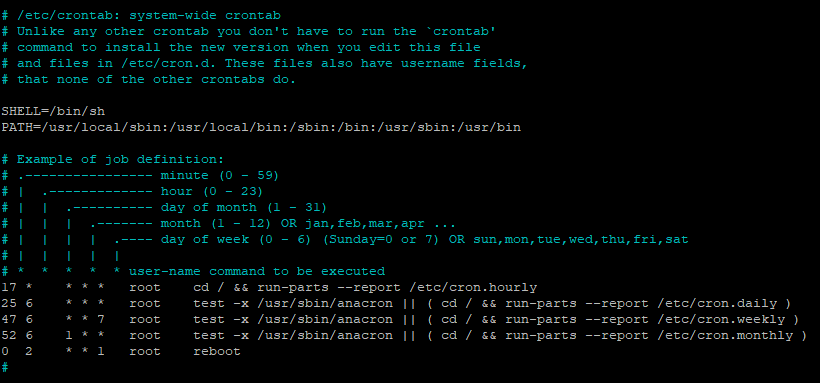 # /etc/crontab: system-wide crontab
# Unlike any other crontab you don't have to run the `crontab'
# command to install the new version when you edit this file
# and files in /etc/cron.d. These files also have username fields,
# that none of the other crontabs do.

SHELL=/bin/sh
PATH=/usr/local/sbin:/usr/local/bin:/sbin:/bin:/usr/sbin:/usr/bin

# Example of job definition:
# .---------------- minute (0 - 59)
# |  .------------- hour (0 - 23)
# |  |  .---------- day of month (1 - 31)
# |  |  |  .------- month (1 - 12) OR jan,feb,mar,apr ...
# |  |  |  |  .---- day of week (0 - 6) (Sunday=0 or 7) OR sun,mon,tue,wed,thu,fri,sat
# |  |  |  |  |
# *  *  *  *  * user-name command to be executed
17 *    * * *   root    cd / && run-parts --report /etc/cron.hourly
25 6    * * *   root    test -x /usr/sbin/anacron || ( cd / && run-parts --report /etc/cron.daily )
47 6    * * 7   root    test -x /usr/sbin/anacron || ( cd / && run-parts --report /etc/cron.weekly )
52 6    1 * *   root    test -x /usr/sbin/anacron || ( cd / && run-parts --report /etc/cron.monthly )
0  2    * * 1   root    reboot
#